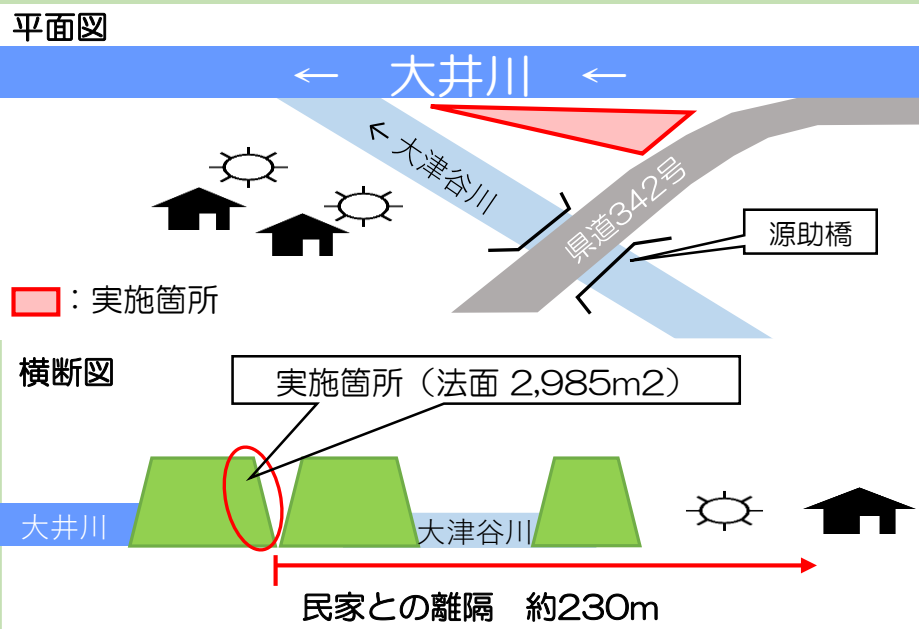 平面図
← 大井川 ←
← 大津谷川
県道342号
源助橋
：実施箇所
横断図
実施箇所（法面 2,985m2）
大井川
大津谷川
民家との離隔　約230m